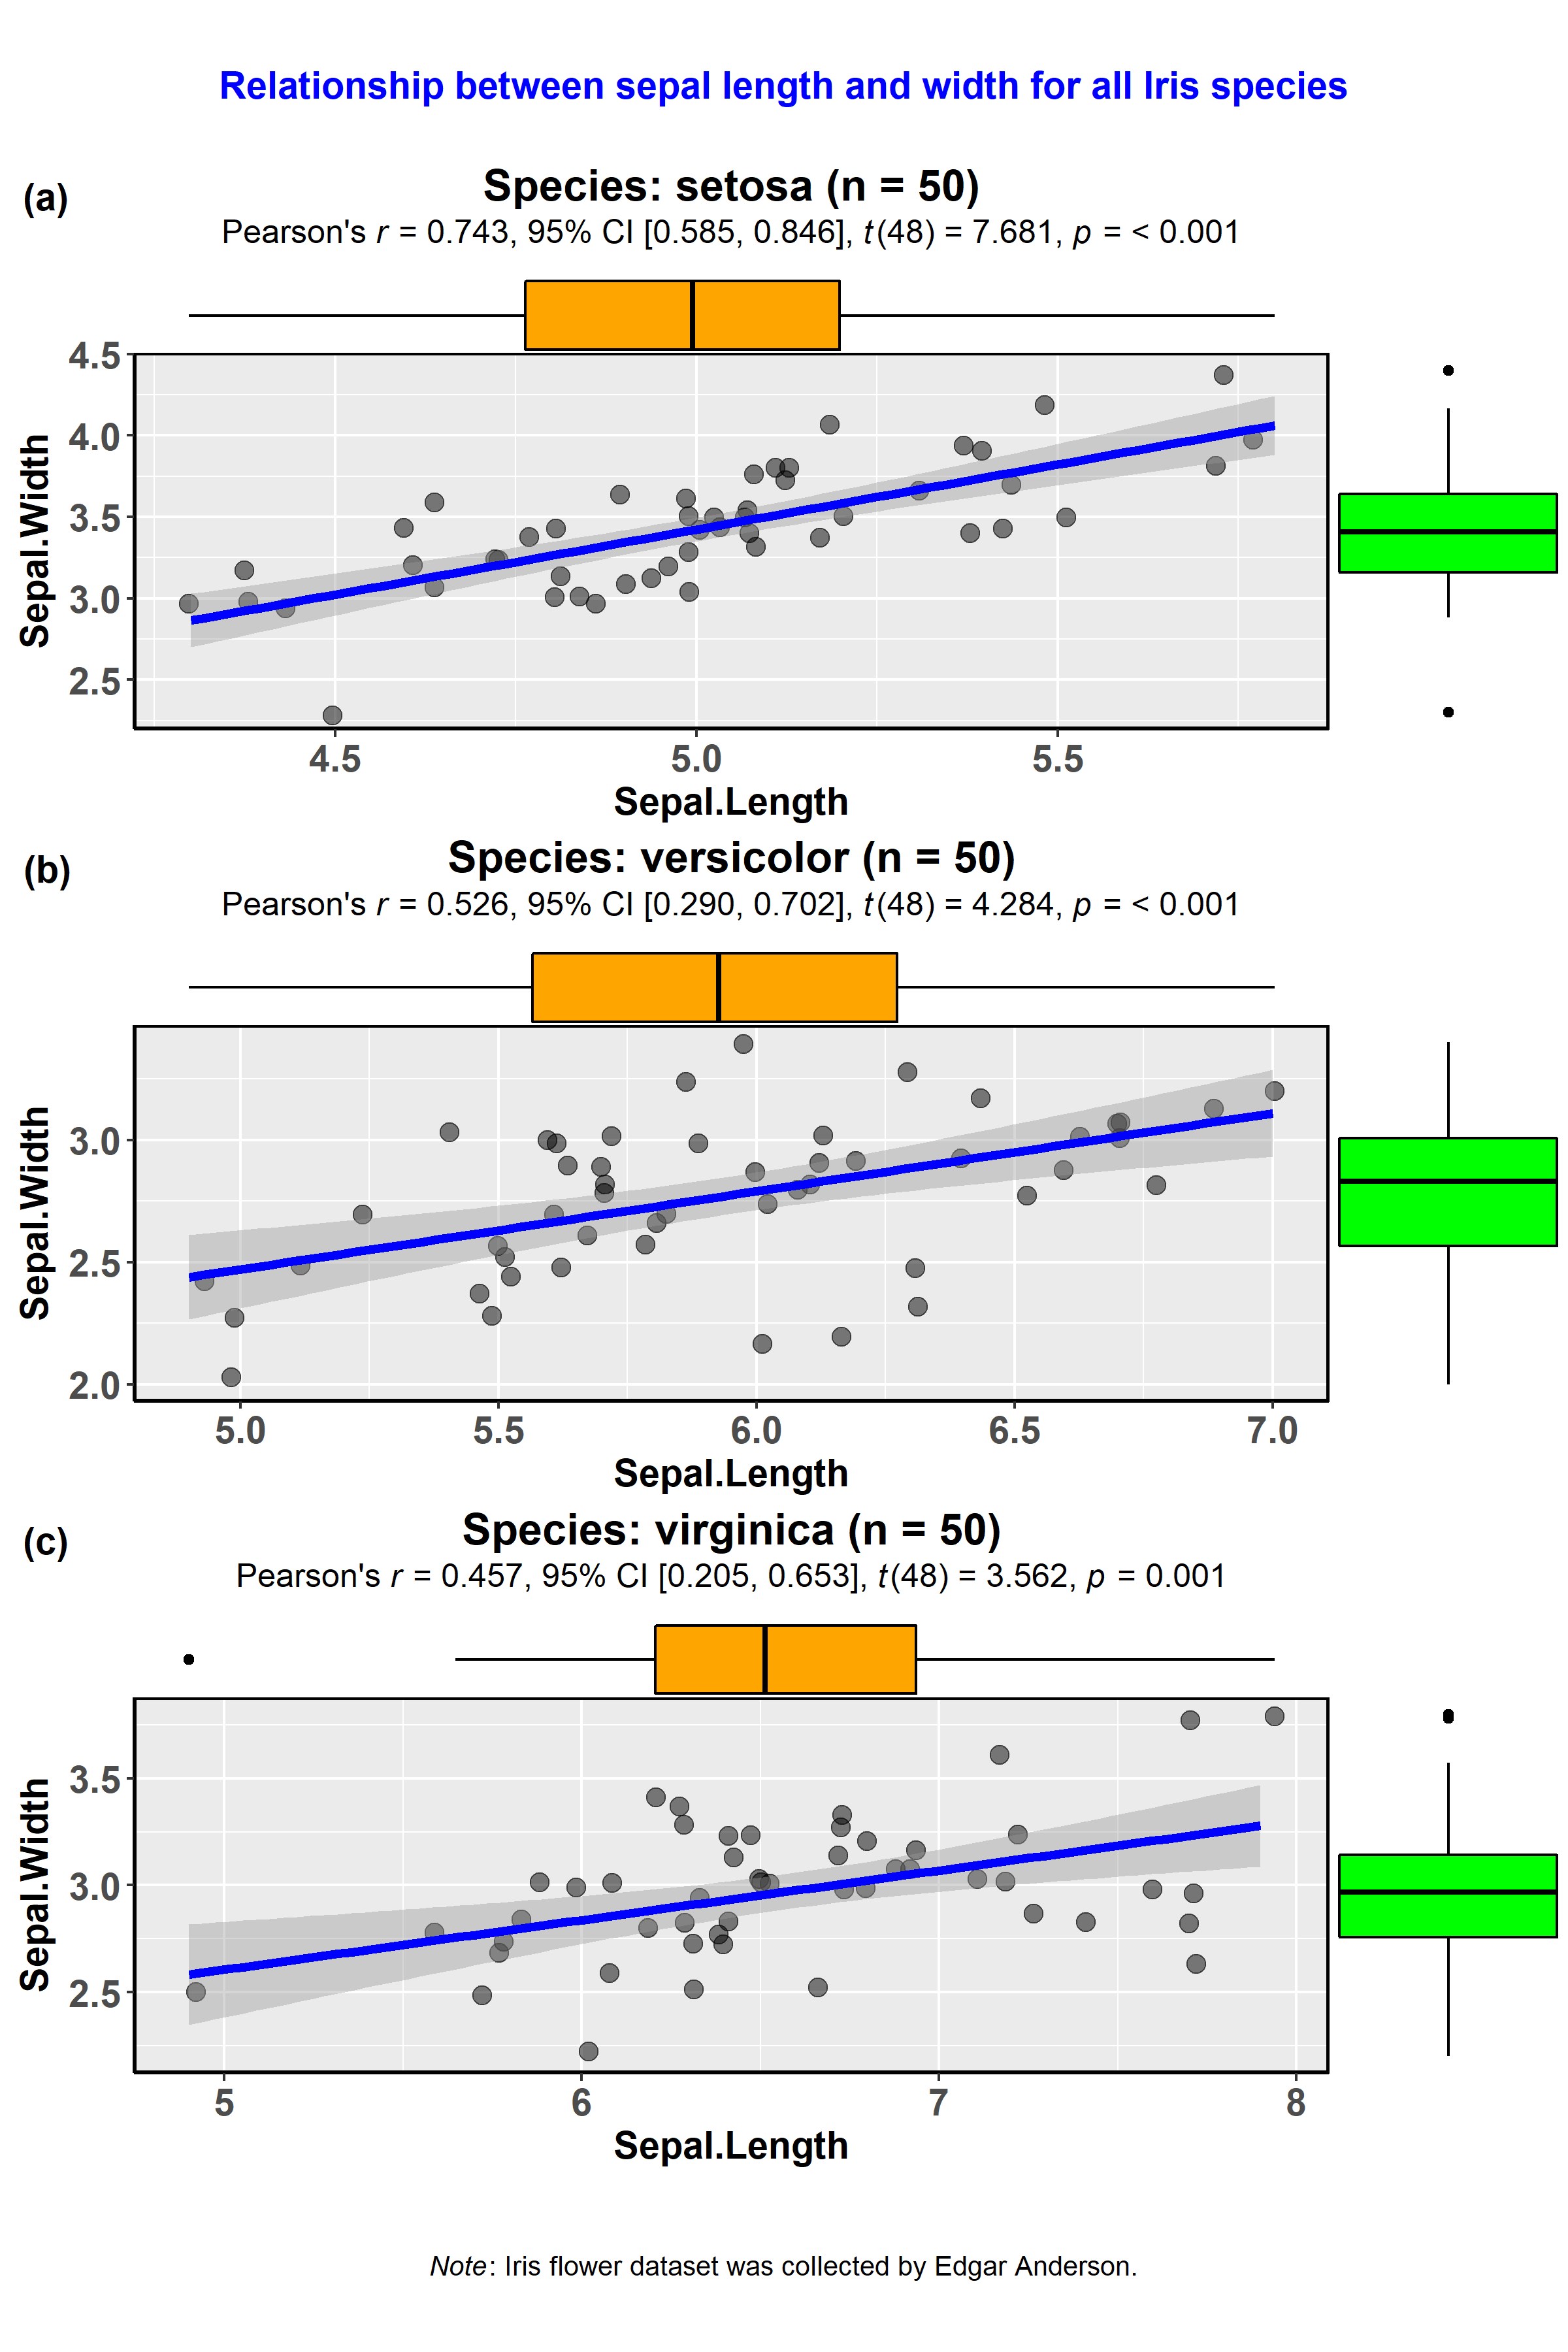 Relationship between sepal length and width for all Iris species
(a)
Species: setosa (n = 50)
Pearson's r = 0.743, 95% CI [0.585, 0.846], t(48) = 7.681, p = < 0.001
4.5
4.0
3.5
3.0
2.5
Sepal.Width
4.5 5.0 5.5
Sepal.Length
(b)
Species: versicolor (n = 50)
Pearson's r = 0.526, 95% CI [0.290, 0.702], t(48) = 4.284, p = < 0.001
3.0
2.5
2.0
Sepal.Width
5.0 5.5 6.0 6.5 7.0
Sepal.Length
(c)
Species: virginica (n = 50)
Pearson's r = 0.457, 95% CI [0.205, 0.653], t(48) = 3.562, p = 0.001
3.5
3.0
2.5
Sepal.Width
5 6 7 8
Sepal.Length
Note: Iris flower dataset was collected by Edgar Anderson.